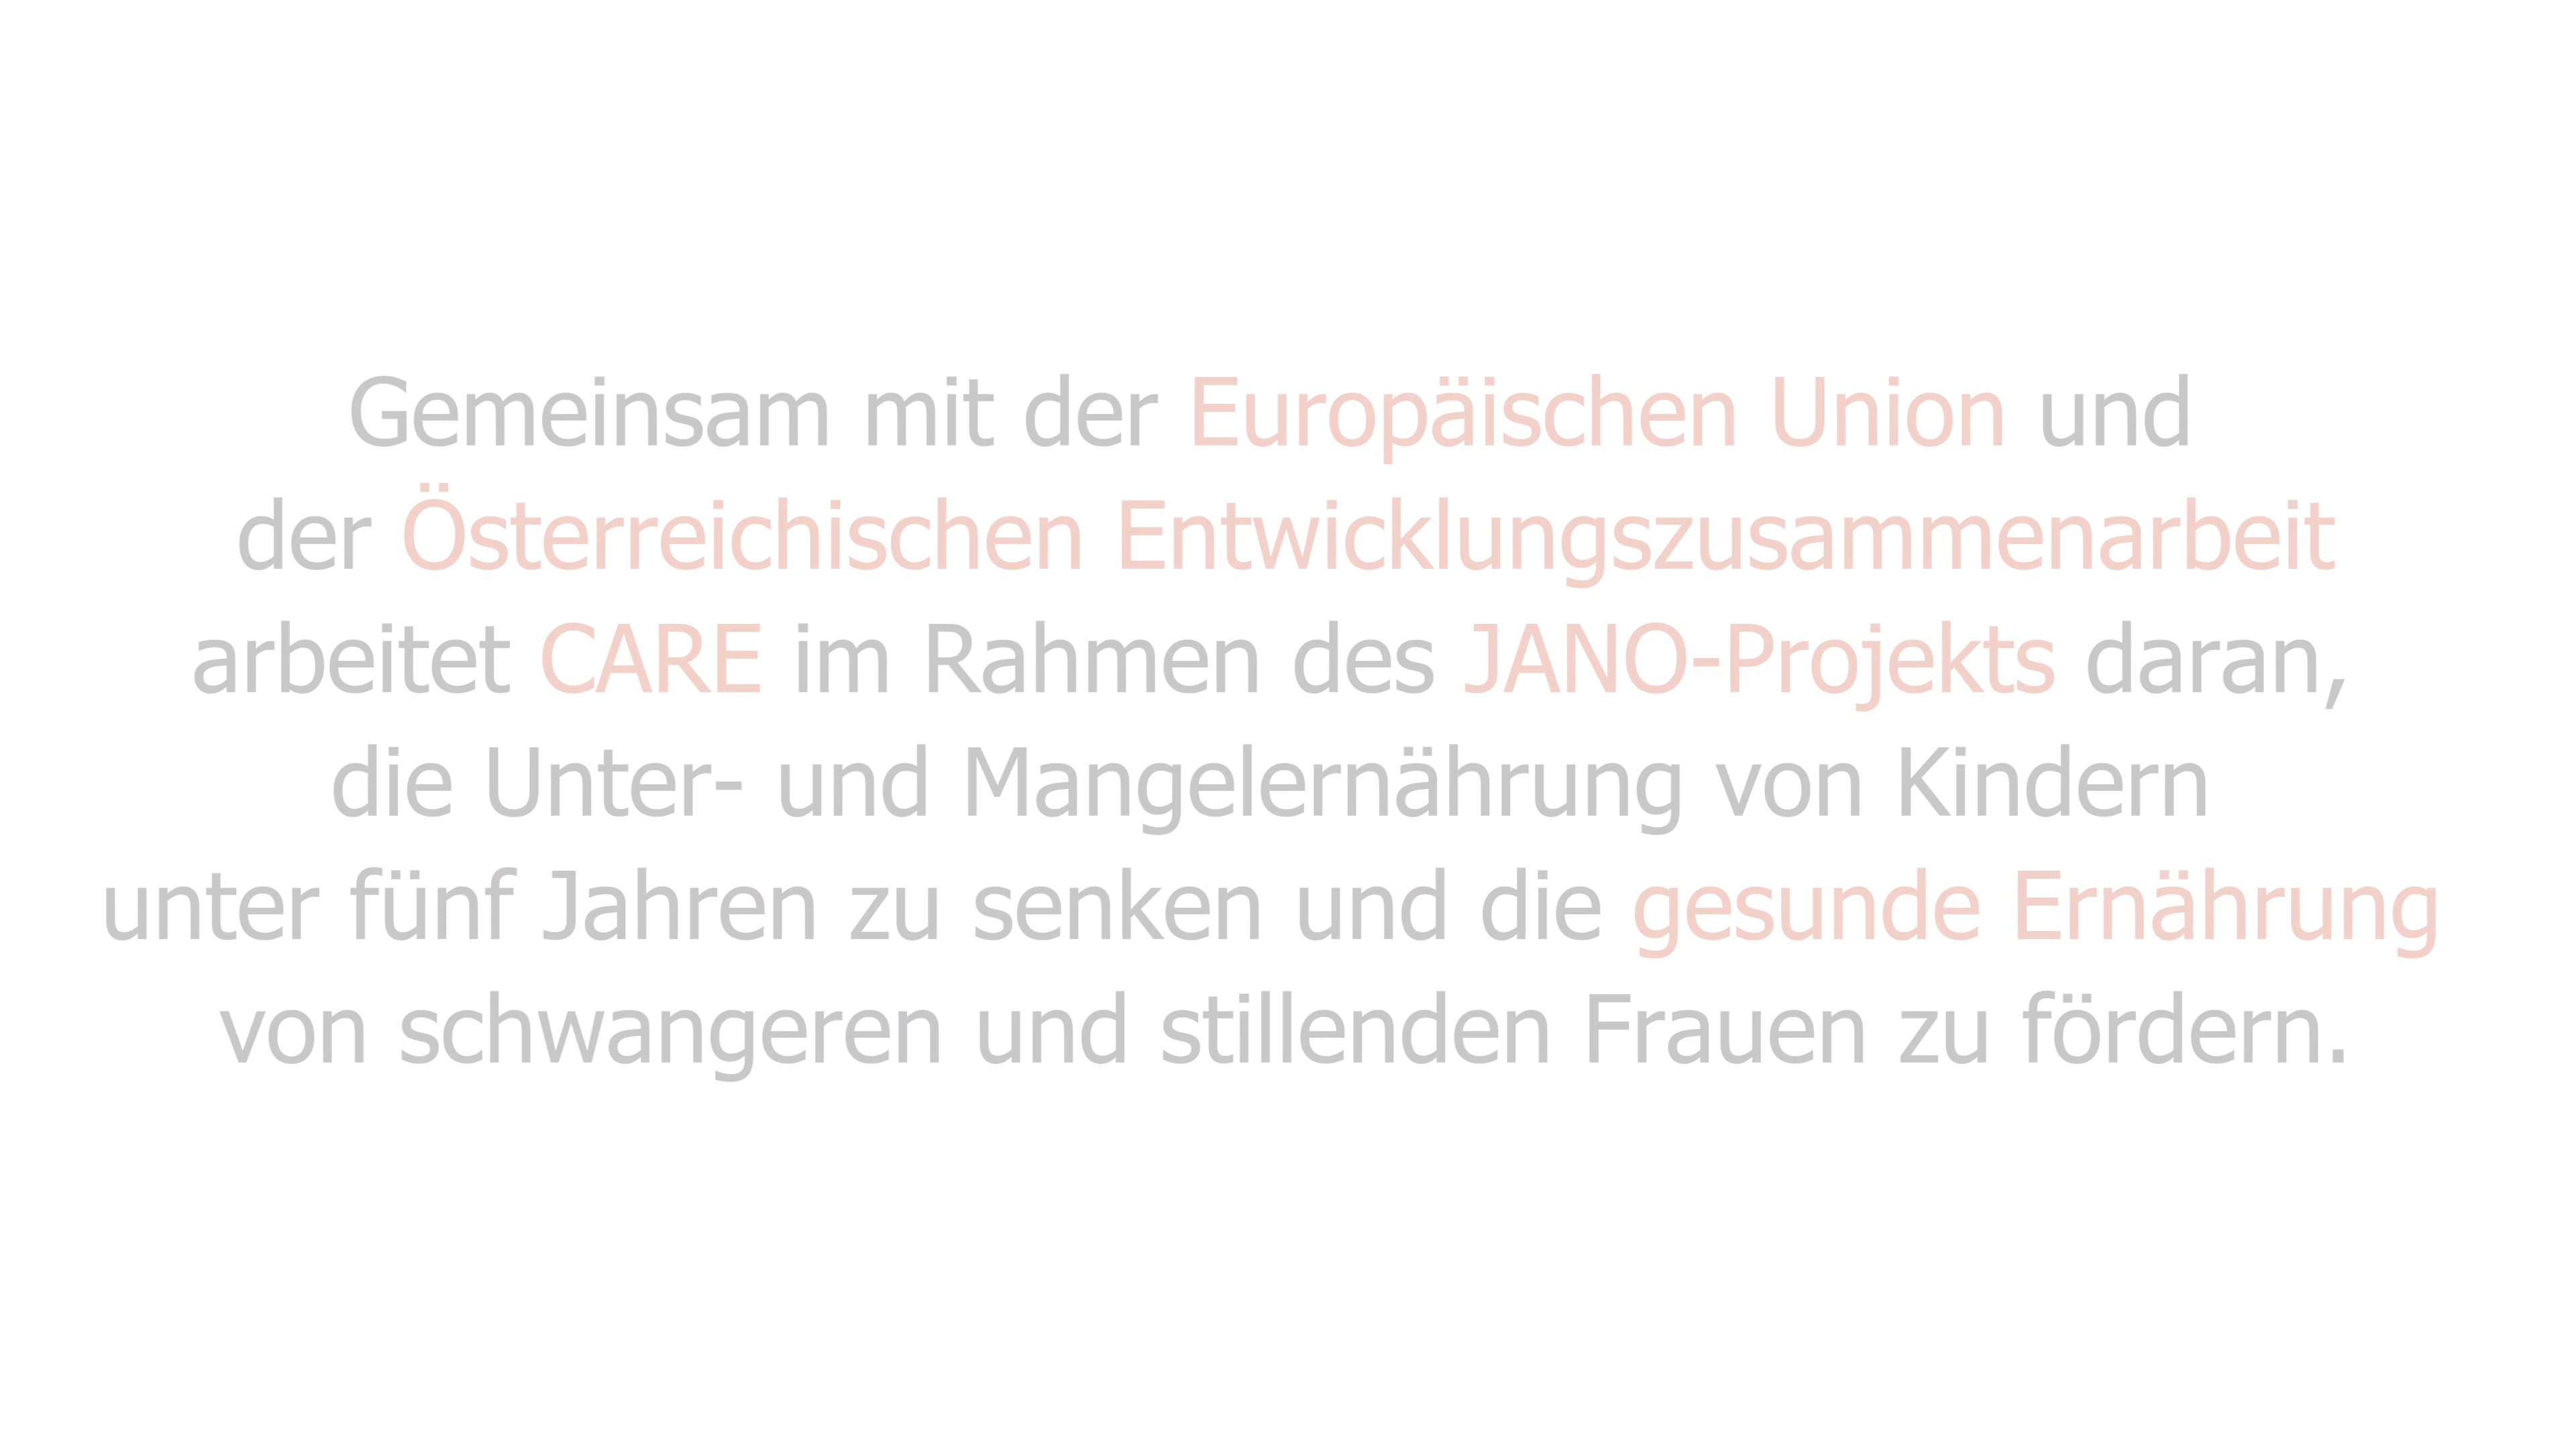 Gemeinsam mit der Europäischen Union und
der Österreichischen Entwicklungszusammenarbeit
arbeitet CARE im Rahmen des JANO-Projekts daran,
die Unter- und Mangelernährung von Kindern
unter fünf Jahren zu senken und die gesunde Ernährung
von schwangeren und stillenden Frauen zu fördern.